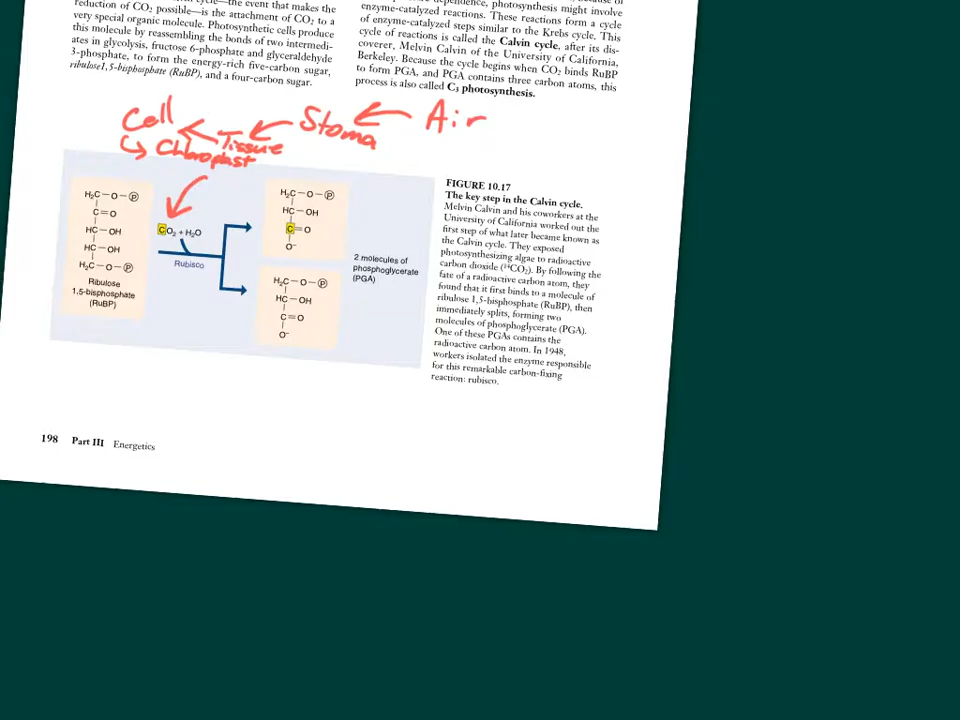 reduction of CO2 possible—is the attachment of CO2 to a
very special organic molecule. Photosynthetic cells produce
this molecule by reassembling the bonds of two intermedi-
ates in glycolysis, fructose 6-phosphate and glyceraldehyde
3-phosphate, to form the energy-rich five-carbon sugar,
ribulose1,5-bisphosphate (RuBP), and a four-carbon sugar.
enzyme-catalyzed reactions. These reactions form a cycle
of enzyme-catalyzed steps similar to the Krebs cycle. This
cycle of reactions is called the Calvin cycle, after its dis-
coverer, Melvin Calvin of the University of California,
Berkeley. Because the cycle begins when CO2 binds RuBP
to form PGA, and PGA contains three carbon atoms, this
process is also called C3 photosynthesis.
Cell ← Tissue ← Stoma ← Air
↳ Chloroplast
H2C—O—P
C=O
HC—OH
HC—OH
H2C—O—P
Ribulose
1,5-bisphosphate
(RuBP)
CO2 + H2O
Rubisco
H2C—O—P
HC—OH
C=O
O−
H2C—O—P
HC—OH
C=O
O−
2 molecules of
phosphoglycerate
(PGA)
FIGURE 10.17
The key step in the Calvin cycle.
Melvin Calvin and his coworkers at the
University of California worked out the
first step of what later became known as
the Calvin cycle. They exposed
photosynthesizing algae to radioactive
carbon dioxide (14CO2). By following the
fate of a radioactive carbon atom, they
found that it first binds to a molecule of
ribulose 1,5-bisphosphate (RuBP), then
immediately splits, forming two
molecules of phosphoglycerate (PGA).
One of these PGAs contains the
radioactive carbon atom. In 1948,
workers isolated the enzyme responsible
for this remarkable carbon-fixing
reaction: rubisco.
198 Part III Energetics